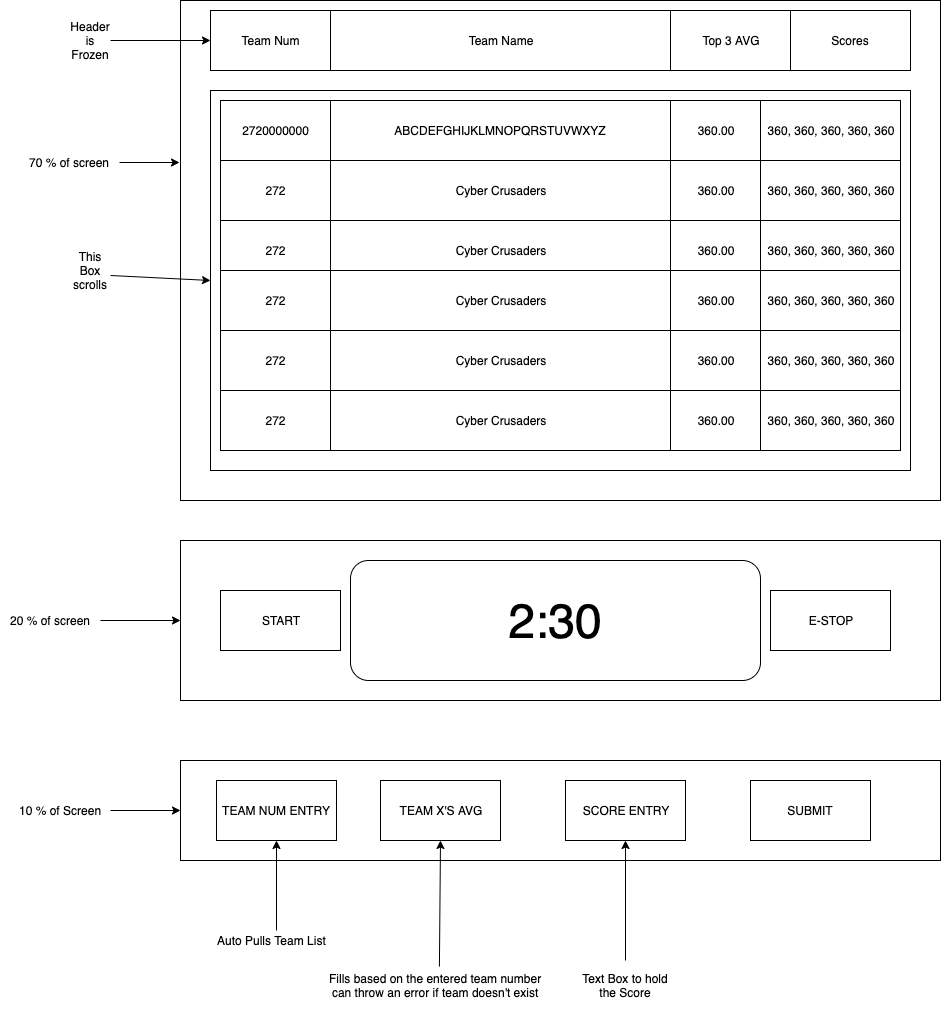 Header
is
Frozen
Team Num
Team Name
Top 3 AVG
Scores
2720000000
ABCDEFGHIJKLMNOPQRSTUVWXYZ
360.00
360, 360, 360, 360, 360
70 % of screen
272
Cyber Crusaders
360.00
360, 360, 360, 360, 360
This
Box
scrolls
272
Cyber Crusaders
360.00
360, 360, 360, 360, 360
272
Cyber Crusaders
360.00
360, 360, 360, 360, 360
272
Cyber Crusaders
360.00
360, 360, 360, 360, 360
272
Cyber Crusaders
360.00
360, 360, 360, 360, 360
20 % of screen
START
2:30
E-STOP
10 % of Screen
TEAM NUM ENTRY
TEAM X'S AVG
SCORE ENTRY
SUBMIT
Auto Pulls Team List
Fills based on the entered team number
can throw an error if team doesn't exist
Text Box to hold
the Score